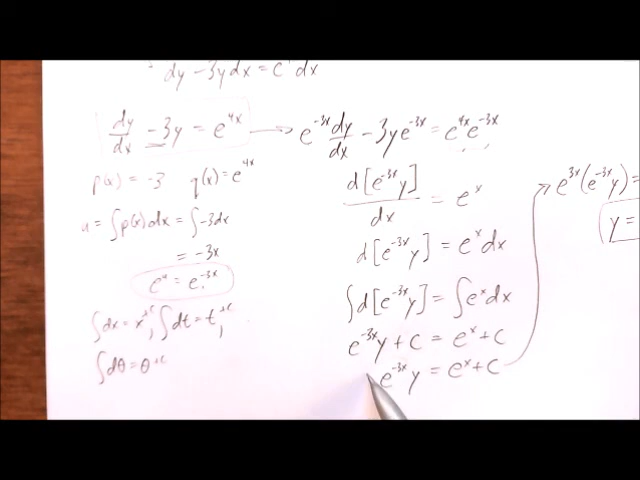 dy - 3y dx = e dx
dy/dx - 3y = e^{4x}
p(x) = -3 q(x) = e^{4x}
u = ∫p(x)dx = ∫-3dx
= -3x
e^{u} = e^{-3x}
∫dx = x^{+c}, ∫dt = t^{+c},
∫dθ = θ^{+c}
e^{-3x} dy/dx - 3ye^{-3x} = e^{4x}e^{-3x}
d[e^{-3x}y]/dx = e^{x}
d[e^{-3x}y] = e^{x}dx
∫d[e^{-3x}y] = ∫e^{x}dx
e^{-3x}y + c = e^{x} + c
e^{-3x}y = e^{x} + c
e^{3x}(e^{-3x}y) =
y =